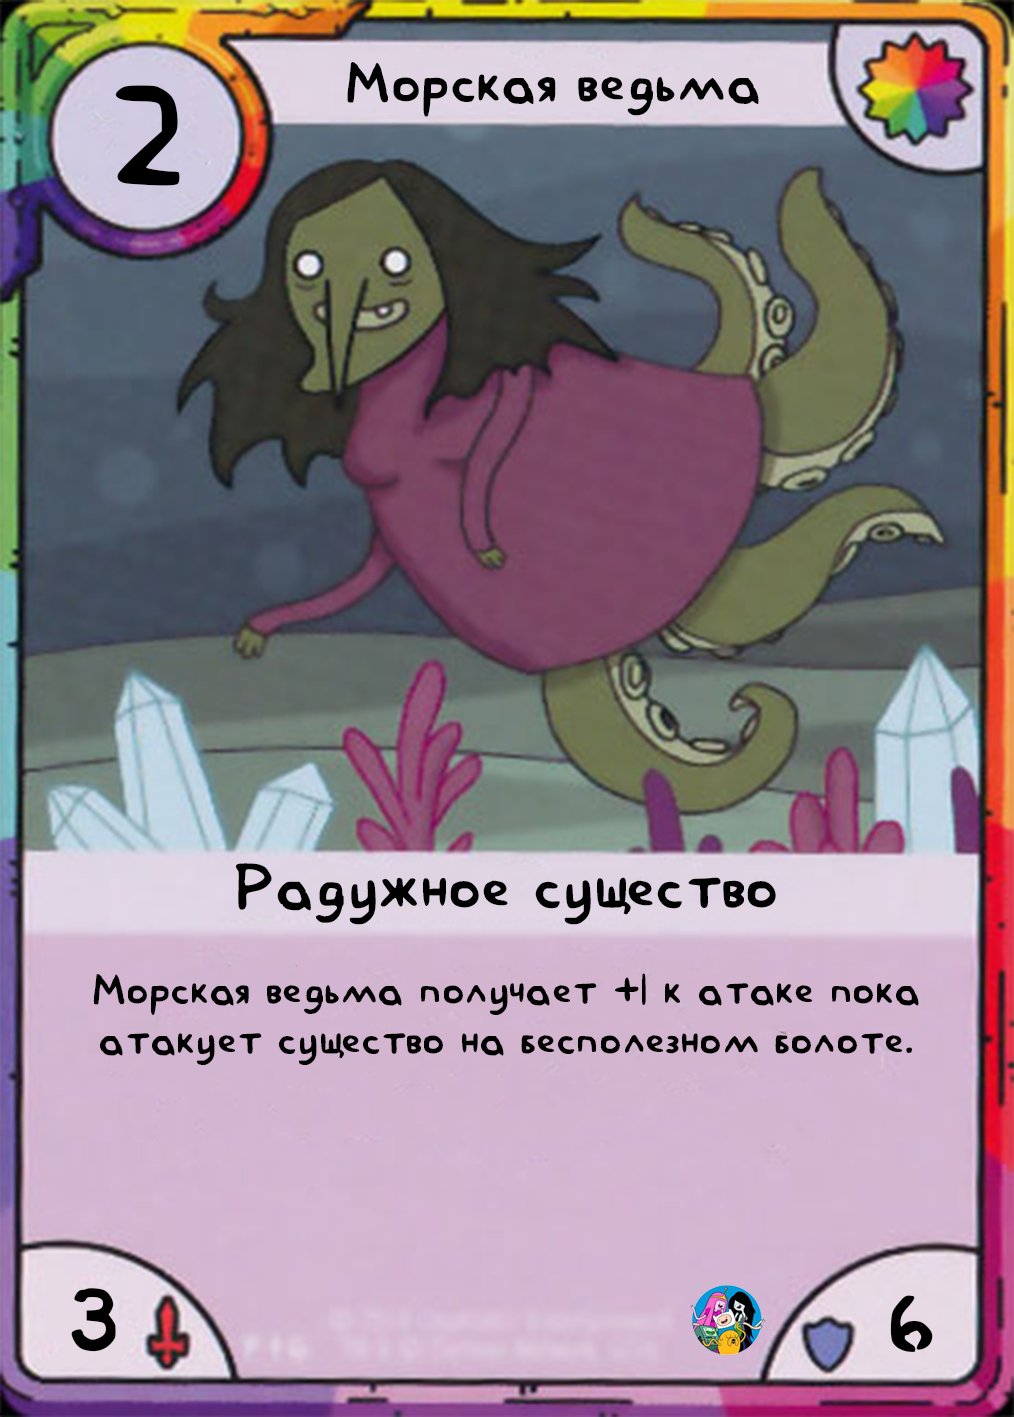 2
Морская ведьма
Радужное существо
Морская ведьма получает +1 к атаке пока
атакует существо на бесполезном болоте.
3
6